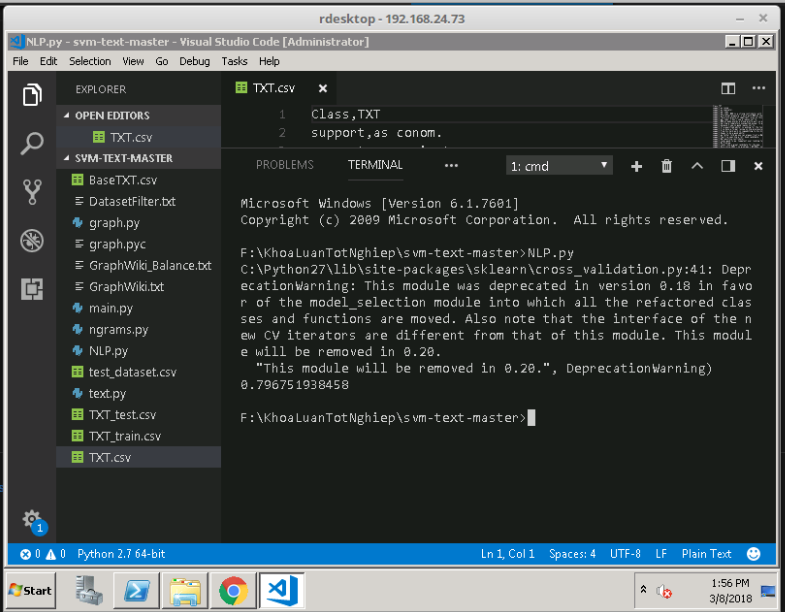 rdesktop - 192.168.24.73
NLP.py - svm-text-master - Visual Studio Code [Administrator]
File Edit Selection View Go Debug Tasks Help
EXPLORER
OPEN EDITORS
TXT.csv
SVM-TEXT-MASTER
BaseTXT.csv
DatasetFilter.txt
graph.py
graph.pyc
GraphWiki_Balance.txt
GraphWiki.txt
main.py
ngrams.py
NLP.py
test_dataset.csv
text.py
TXT_test.csv
TXT_train.csv
TXT.csv
TXT.csv
1 Class,TXT
2 support,as conom.
PROBLEMS TERMINAL ••• 1: cmd
Microsoft Windows [Version 6.1.7601]
Copyright (c) 2009 Microsoft Corporation.  All rights reserved.
F:\KhoaLuanTotNghiep\svm-text-master>NLP.py
C:\Python27\lib\site-packages\sklearn\cross_validation.py:41: Depr
ecationWarning: This module was deprecated in version 0.18 in favo
r of the model_selection module into which all the refactored clas
ses and functions are moved. Also note that the interface of the n
ew CV iterators are different from that of this module. This modul
e will be removed in 0.20.
"This module will be removed in 0.20.", DeprecationWarning)
0.796751938458
F:\KhoaLuanTotNghiep\svm-text-master>
1
0 0 Python 2.7 64-bit Ln 1, Col 1 Spaces: 4 UTF-8 LF Plain Text
Start
1:56 PM
3/8/2018